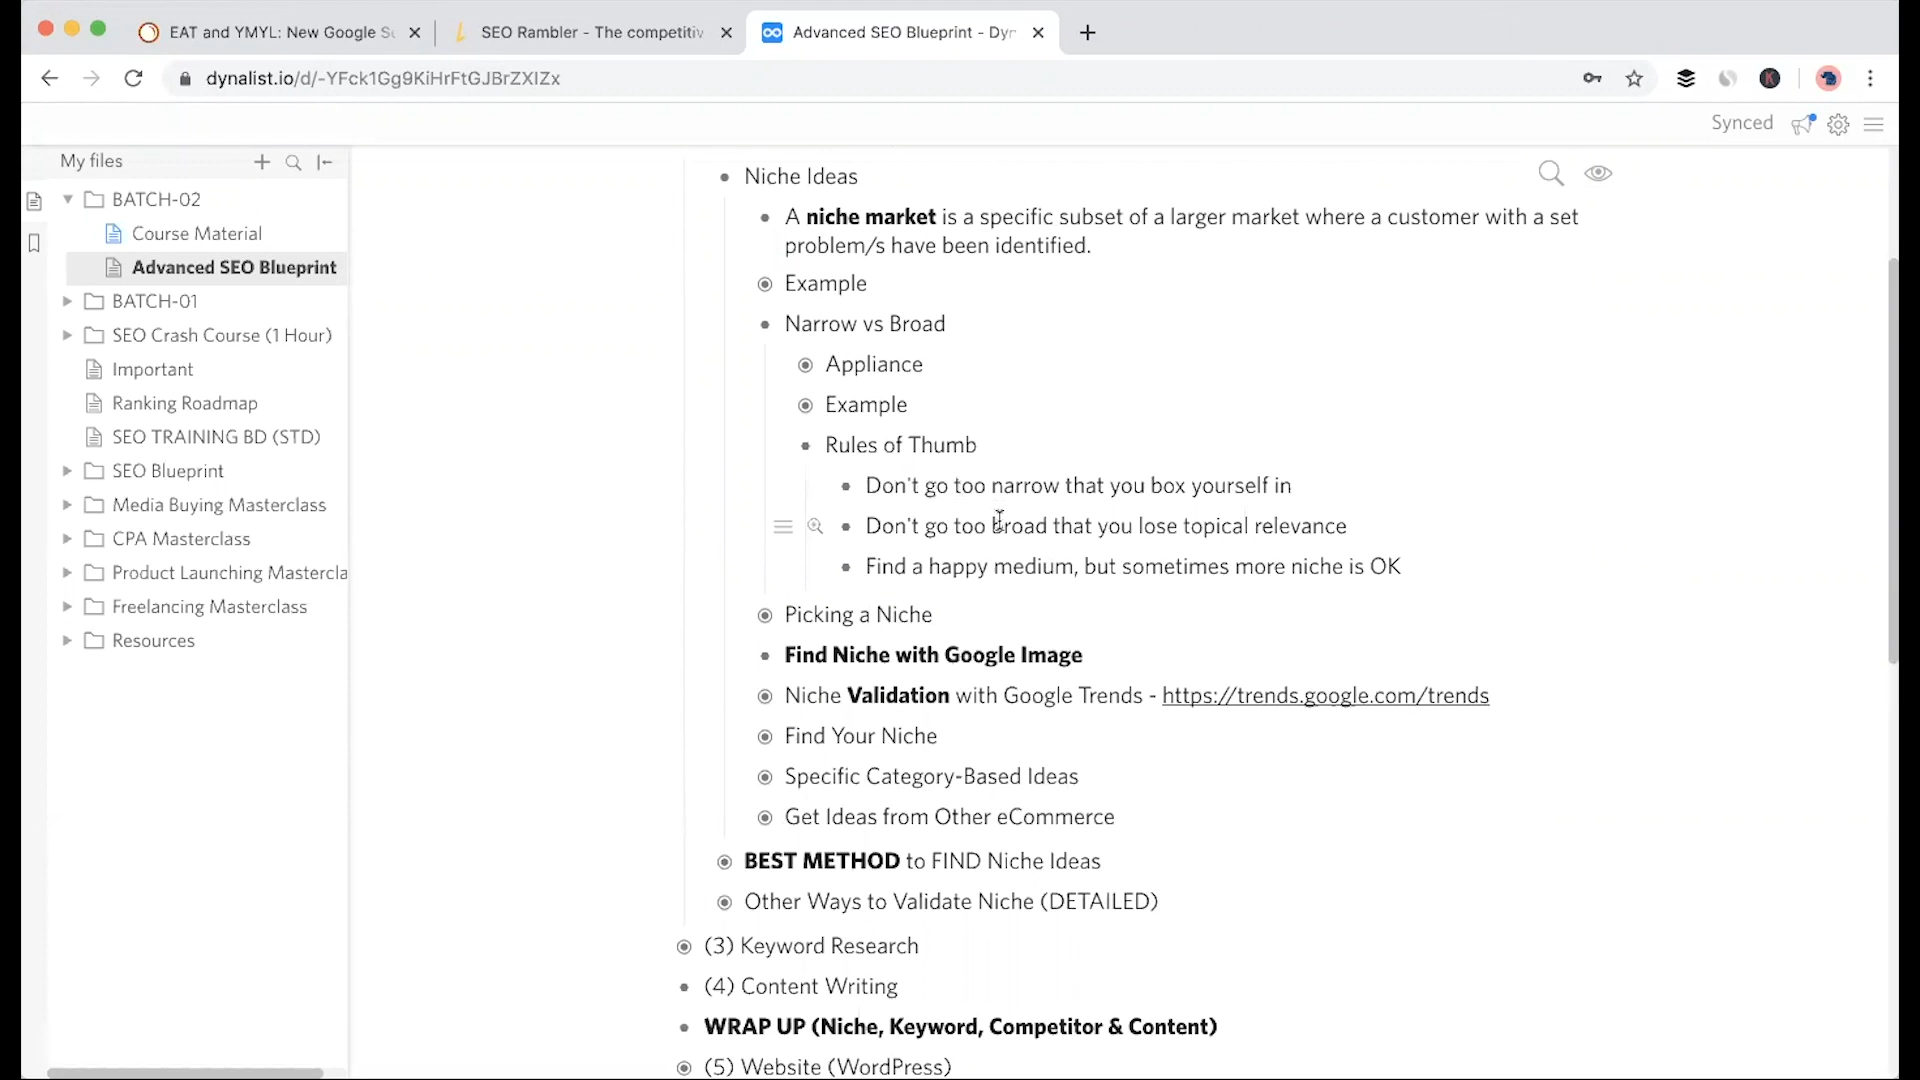 EAT and YMYL: New Google Se
SEO Rambler - The competitiv
Advanced SEO Blueprint - Dyn
dynalist.io/d/-YFck1Gg9KiHrFtGJBrZXIZx
Synced
My files
BATCH-02
Course Material
Advanced SEO Blueprint
BATCH-01
SEO Crash Course (1 Hour)
Important
Ranking Roadmap
SEO TRAINING BD (STD)
SEO Blueprint
Media Buying Masterclass
CPA Masterclass
Product Launching Mastercla
Freelancing Masterclass
Resources
Niche Ideas
A niche market is a specific subset of a larger market where a customer with a set
problem/s have been identified.
Example
Narrow vs Broad
Appliance
Example
Rules of Thumb
Don't go too narrow that you box yourself in
Don't go too broad that you lose topical relevance
Find a happy medium, but sometimes more niche is OK
Picking a Niche
Find Niche with Google Image
Niche Validation with Google Trends - https://trends.google.com/trends
Find Your Niche
Specific Category-Based Ideas
Get Ideas from Other eCommerce
BEST METHOD to FIND Niche Ideas
Other Ways to Validate Niche (DETAILED)
(3) Keyword Research
(4) Content Writing
WRAP UP (Niche, Keyword, Competitor & Content)
(5) Website (WordPress)